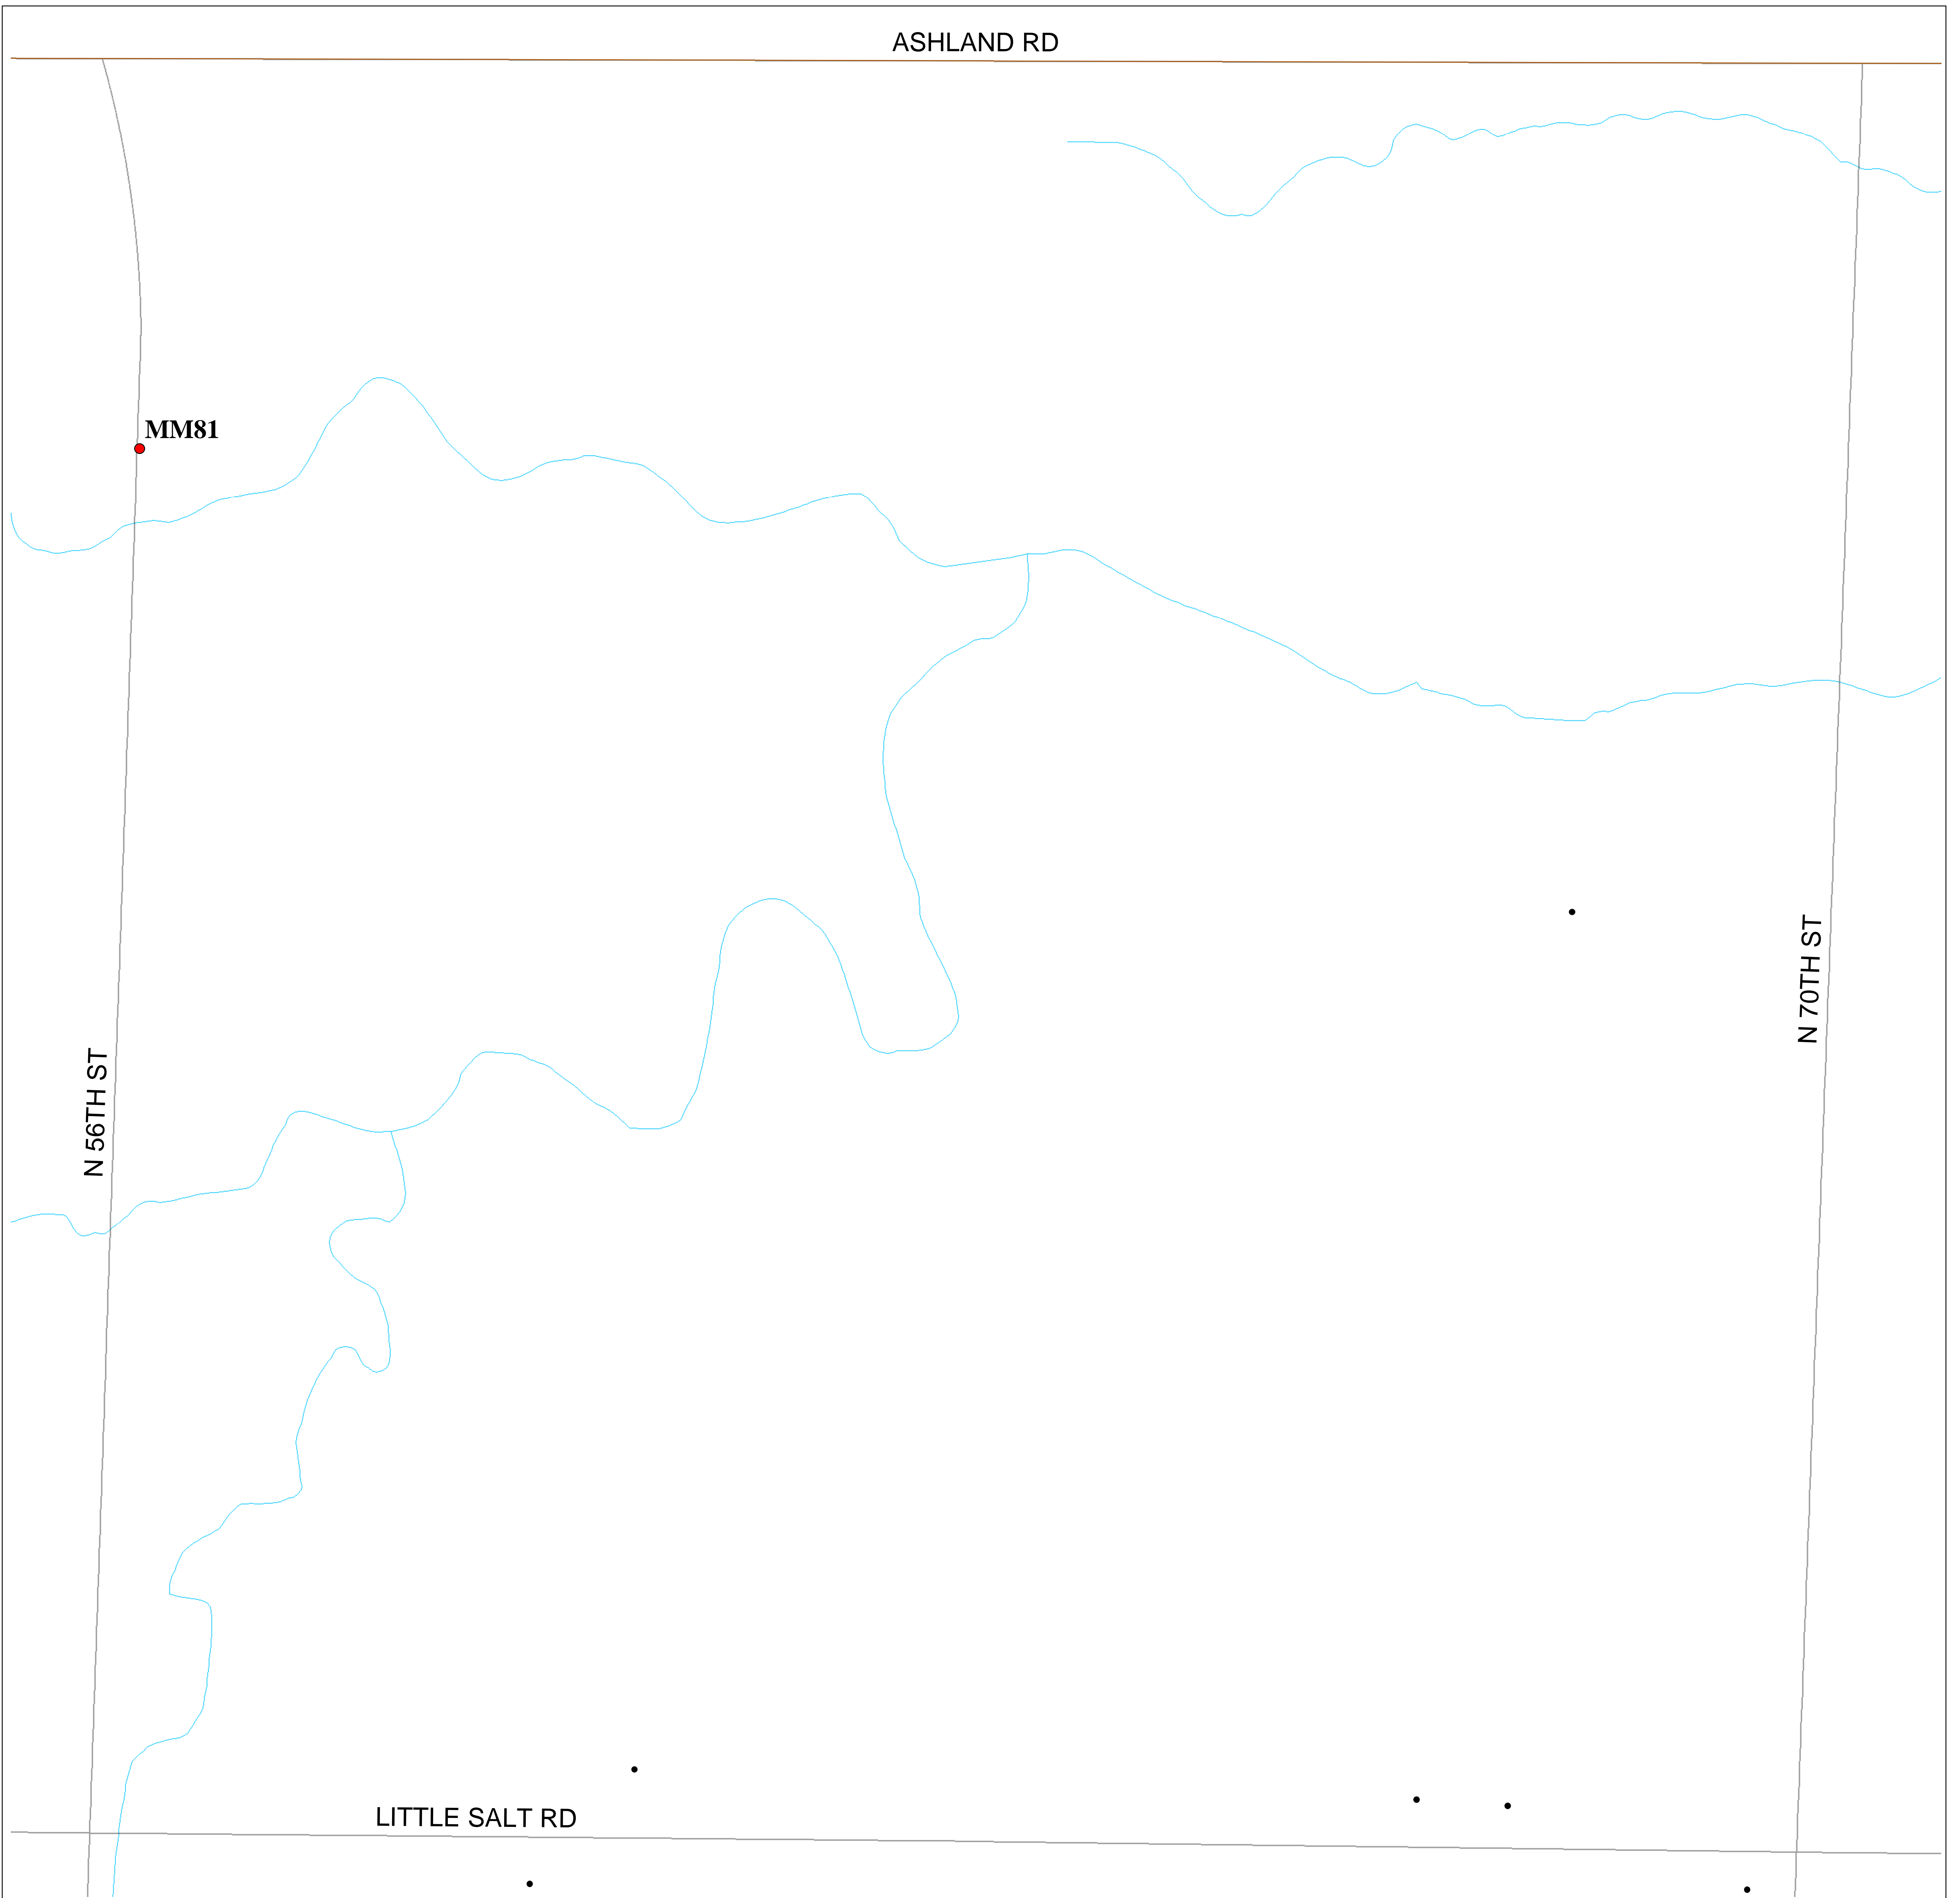 ASHLAND RD
MM81
N 70TH ST
N 56TH ST
LITTLE SALT RD